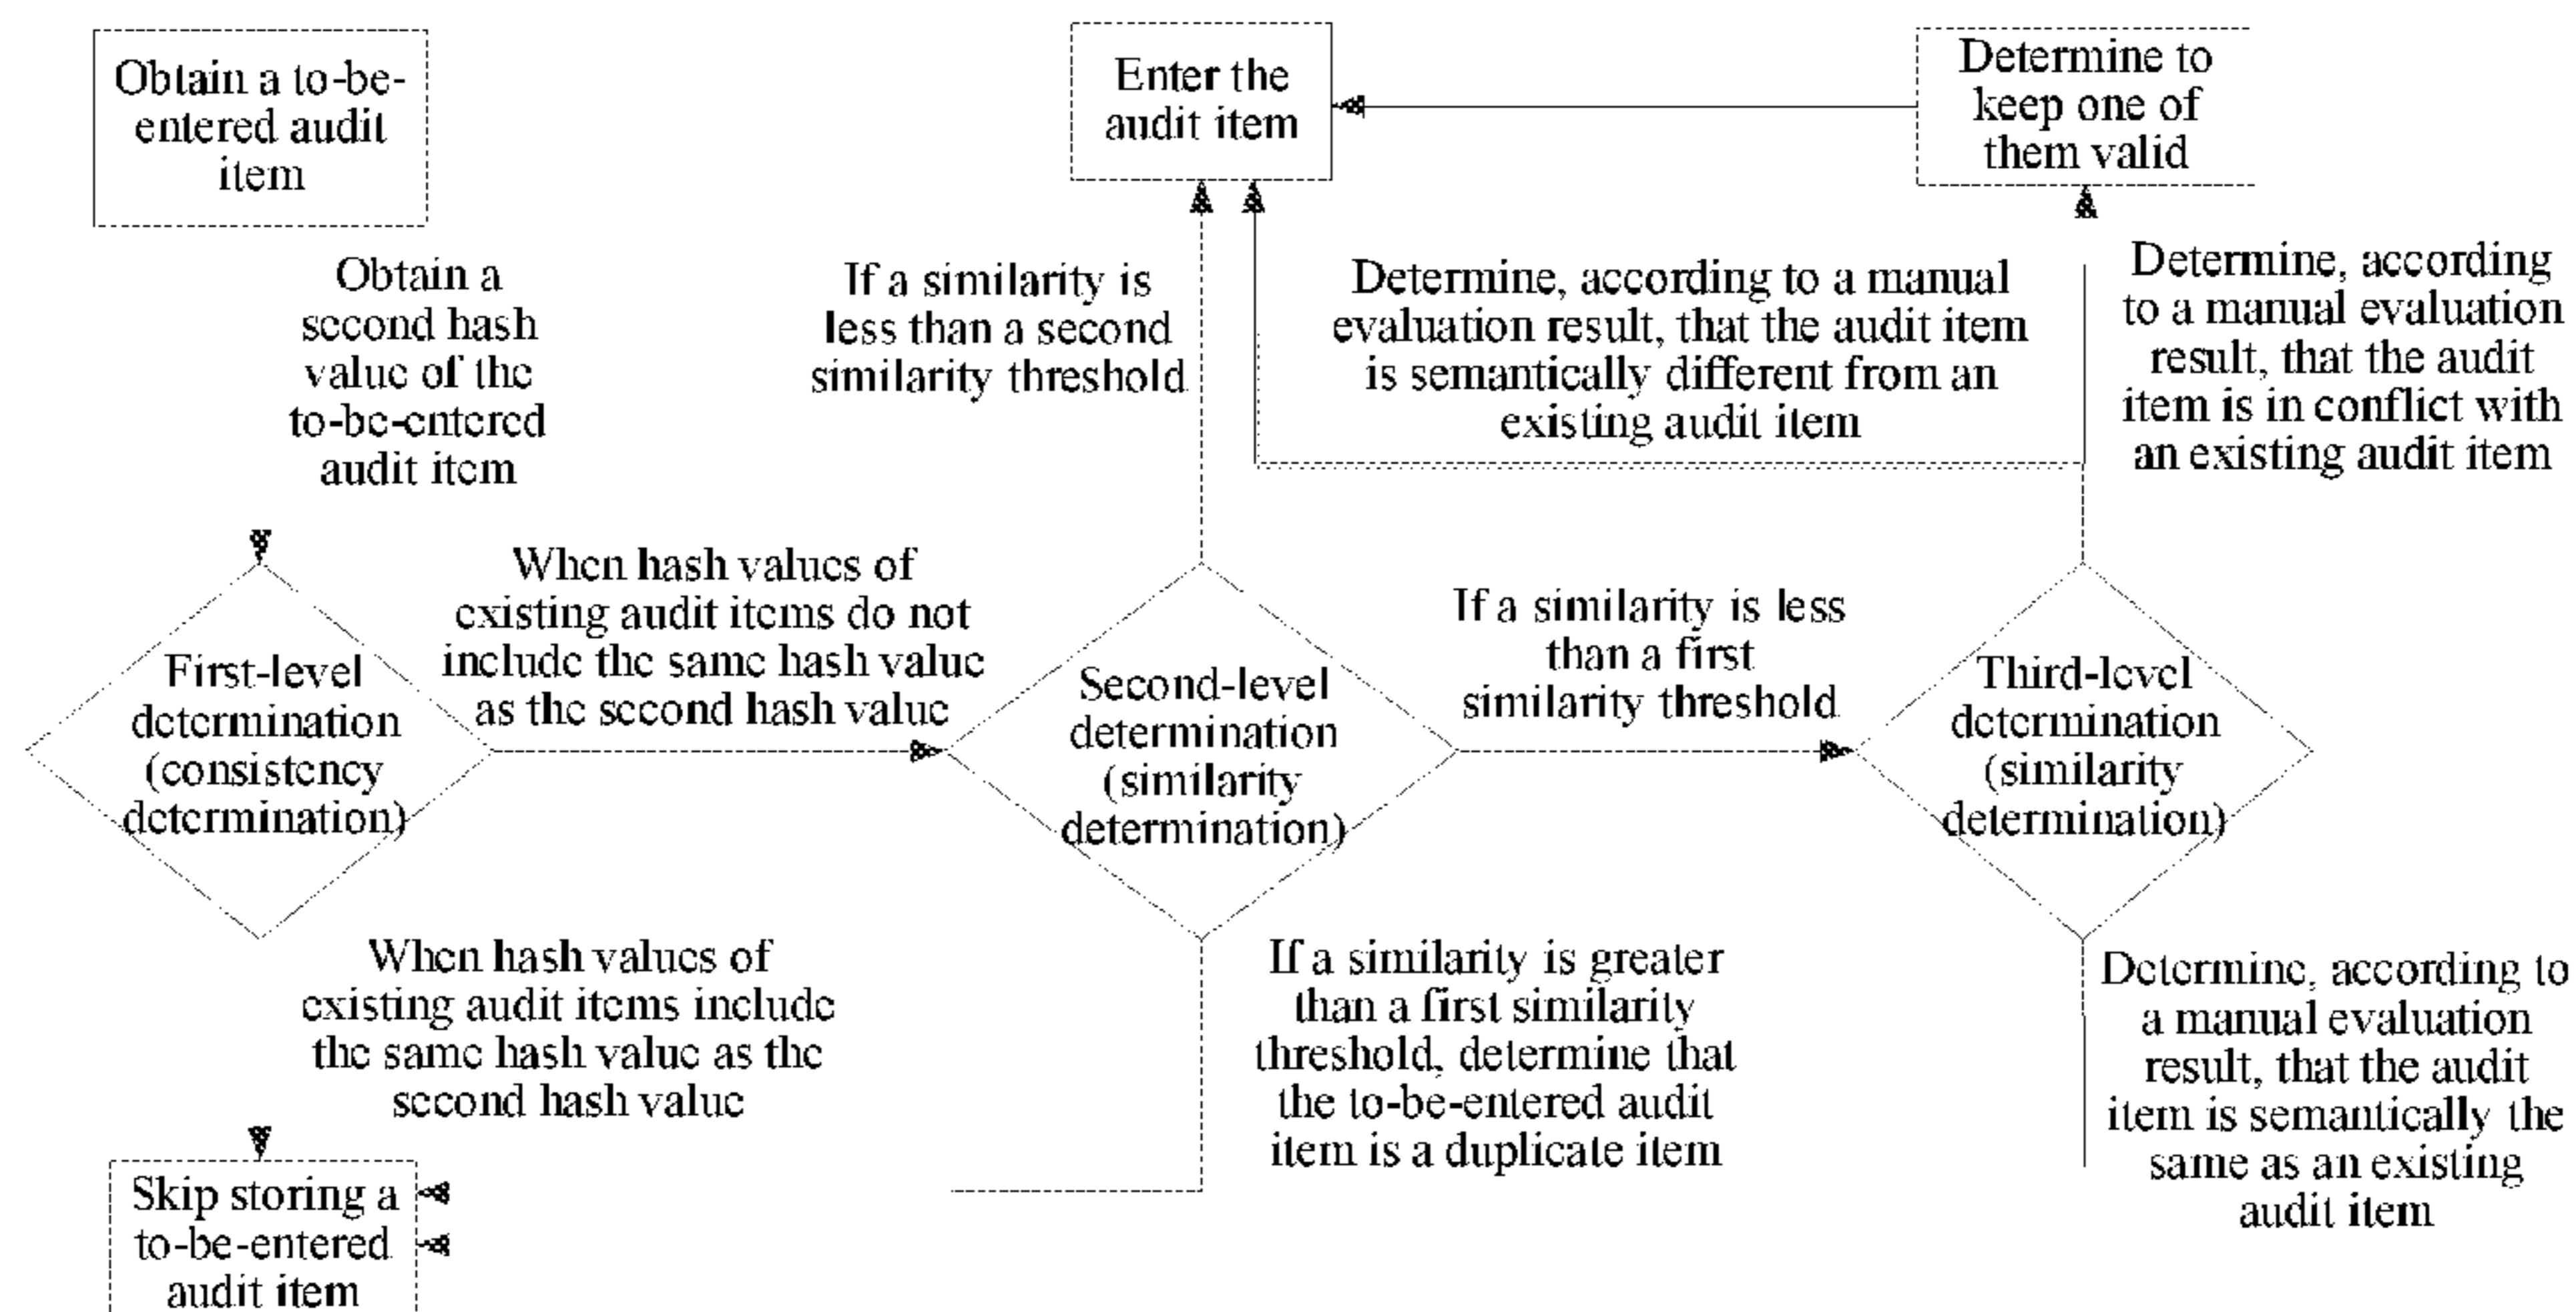 Obtain a to-be-
entered audit
item
Enter the
audit item
Determine to
keep one of
them valid
Obtain a
second hash
value of the
to-be-entered
audit item
If a similarity is
less than a second
similarity threshold
Determine, according to a manual
evaluation result, that the audit item
is semantically different from an
existing audit item
Determine, according
to a manual evaluation
result, that the audit
item is in conflict with
an existing audit item
First-level
determination
(consistency
determination)
When hash values of
existing audit items do not
include the same hash value
as the second hash value
Second-level
determination
(similarity
determination)
If a similarity is less
than a first
similarity threshold
Third-level
determination
(similarity
determination)
When hash values of
existing audit items include
the same hash value as the
second hash value
If a similarity is greater
than a first similarity
threshold, determine that
the to-be-entered audit
item is a duplicate item
Determine, according to
a manual evaluation
result, that the audit
item is semantically the
same as an existing
audit item
Skip storing a
to-be-entered
audit item